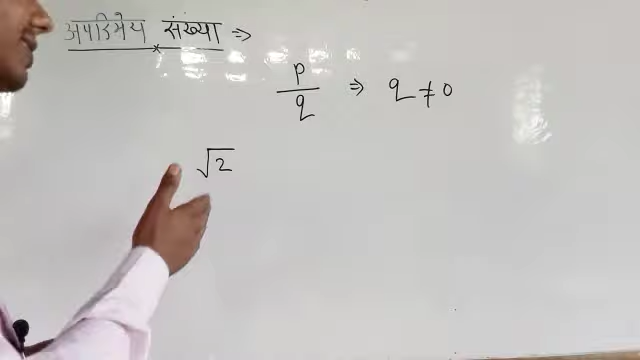 अपरिमेय संख्या ⇒
p/q ⇒ q ≠ 0
√2